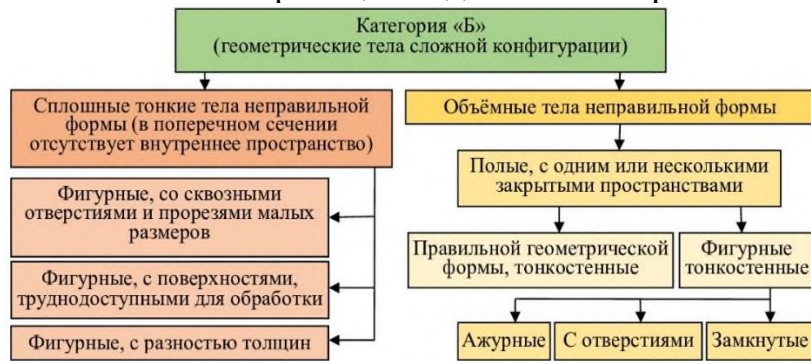 Категория «Б»
(геометрические тела сложной конфигурации)
Сплошные тонкие тела неправильной
формы (в поперечном сечении
отсутствует внутреннее пространство)
Фигурные, со сквозными
отверстиями и прорезями малых
размеров
Фигурные, с поверхностями,
труднодоступными для обработки
Фигурные, с разностью толщин
Объёмные тела неправильной формы
Полые, с одним или несколькими
закрытыми пространствами
Правильной геометрической
формы, тонкостенные
Фигурные
тонкостенные
Ажурные
С отверстиями
Замкнутые